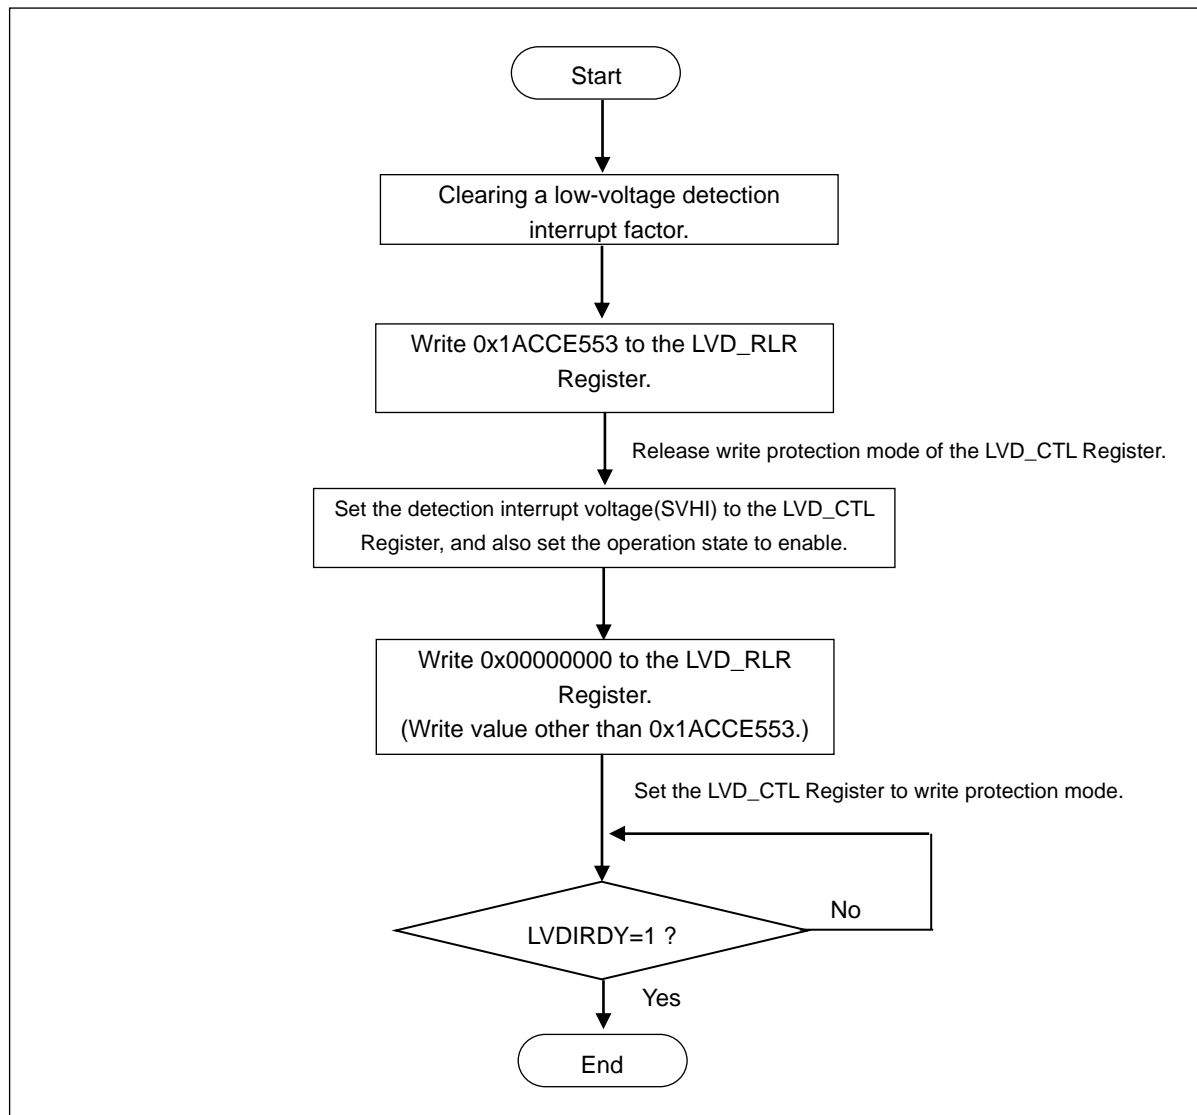 Start
Clearing a low-voltage detection
interrupt factor.
Write 0x1ACCE553 to the LVD_RLR
Register.
Release write protection mode of the LVD_CTL Register.
Set the detection interrupt voltage(SVHI) to the LVD_CTL
Register, and also set the operation state to enable.
Write 0x00000000 to the LVD_RLR
Register.
(Write value other than 0x1ACCE553.)
Set the LVD_CTL Register to write protection mode.
LVDIRDY=1 ?
No
Yes
End